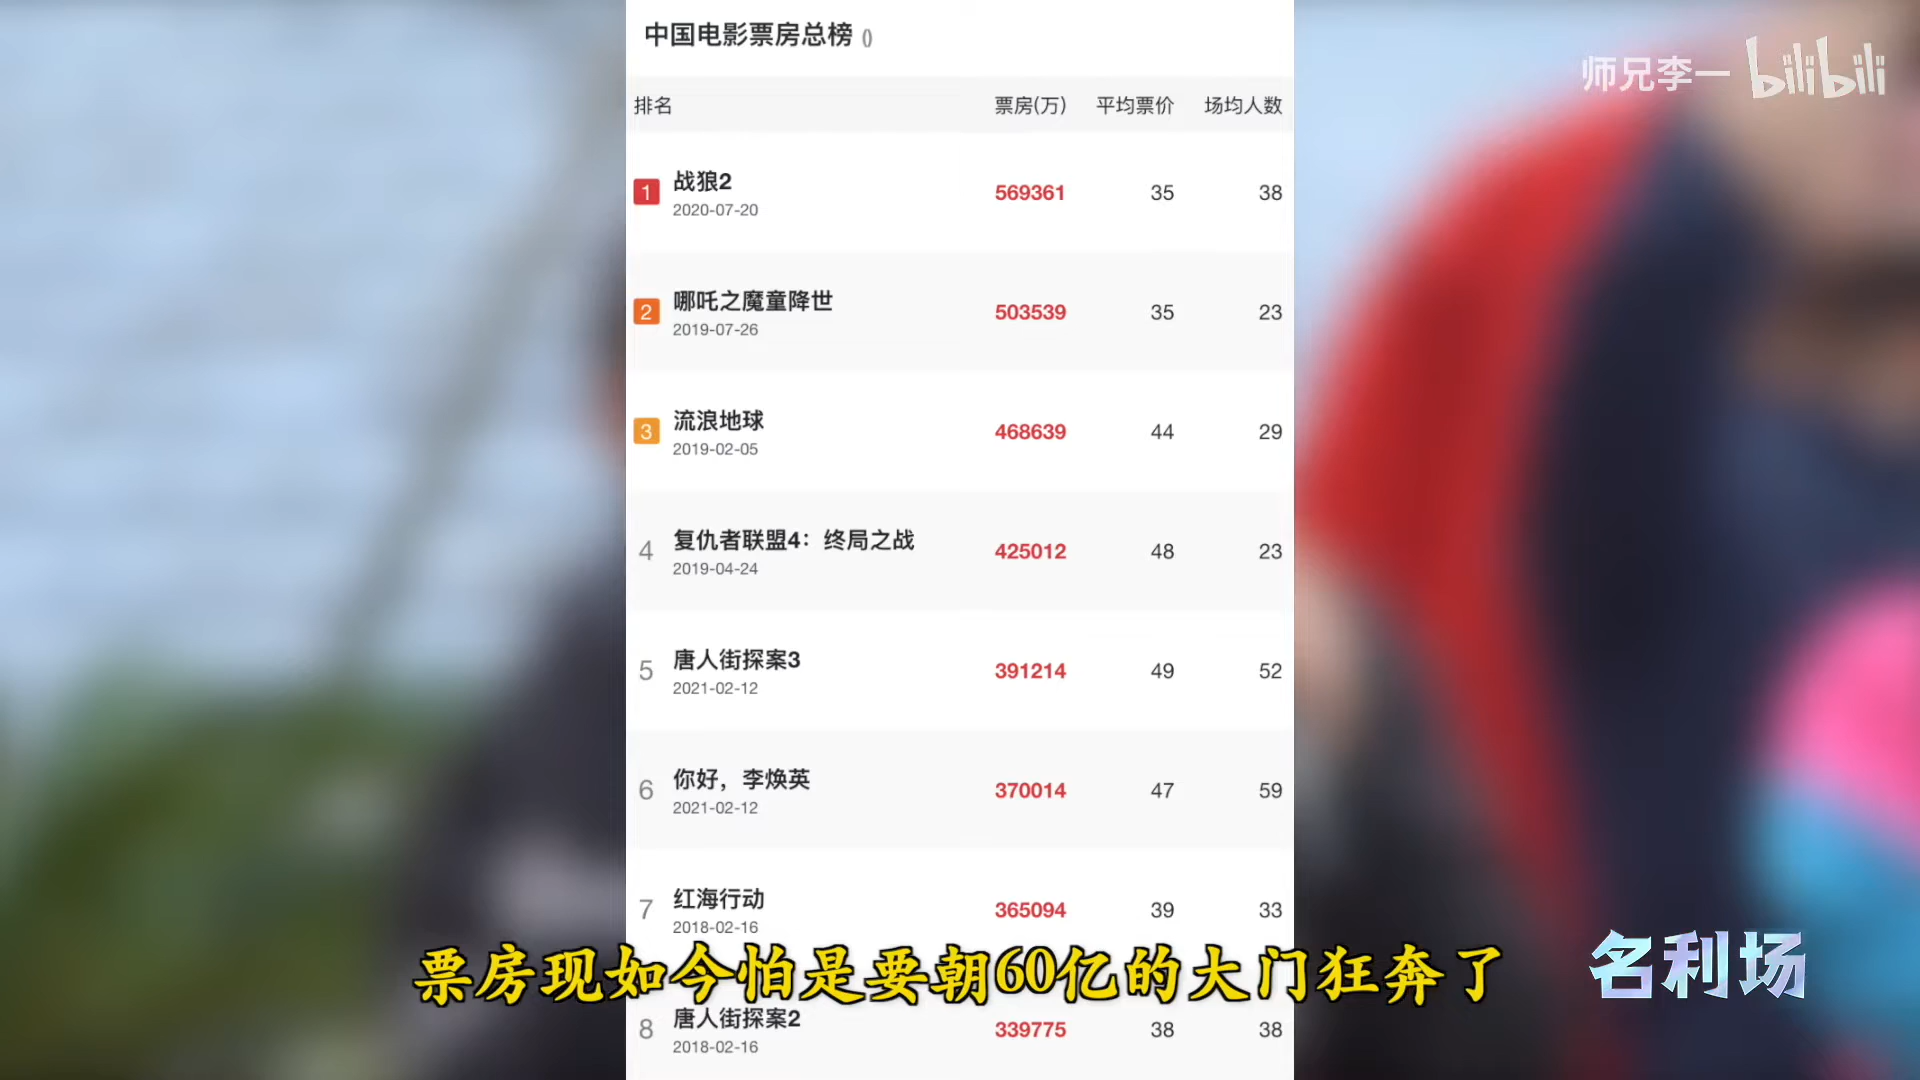 中国电影票房总榜 ()
师兄李一 bilibili
排名 票房(万) 平均票价 场均人数
1 战狼2 569361 35 38
2020-07-20
2 哪吒之魔童降世 503539 35 23
2019-07-26
3 流浪地球 468639 44 29
2019-02-05
4 复仇者联盟4：终局之战 425012 48 23
2019-04-24
5 唐人街探案3 391214 49 52
2021-02-12
6 你好，李焕英 370014 47 59
2021-02-12
7 红海行动 365094 39 33
2018-02-16
票房现如今怕是要朝60亿的大门狂奔了
名利场
8 唐人街探案2 339775 38 38
2018-02-16